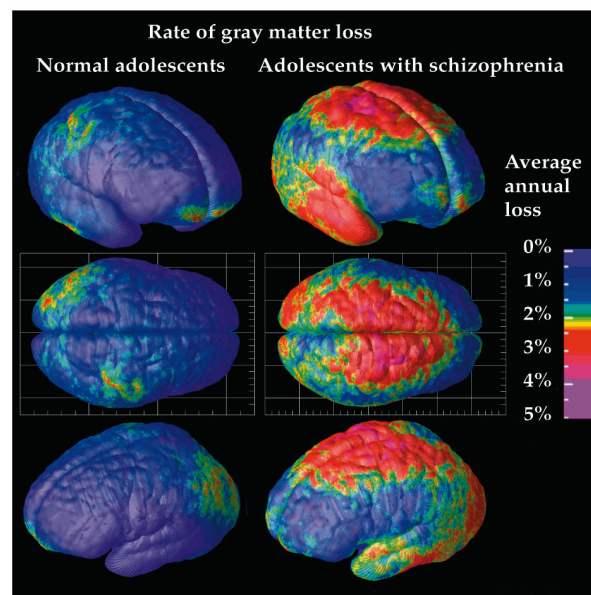 Rate of gray matter loss
Normal adolescents
Adolescents with schizophrenia
Average
annual
loss
0%
1%
2%
3%
4%
5%